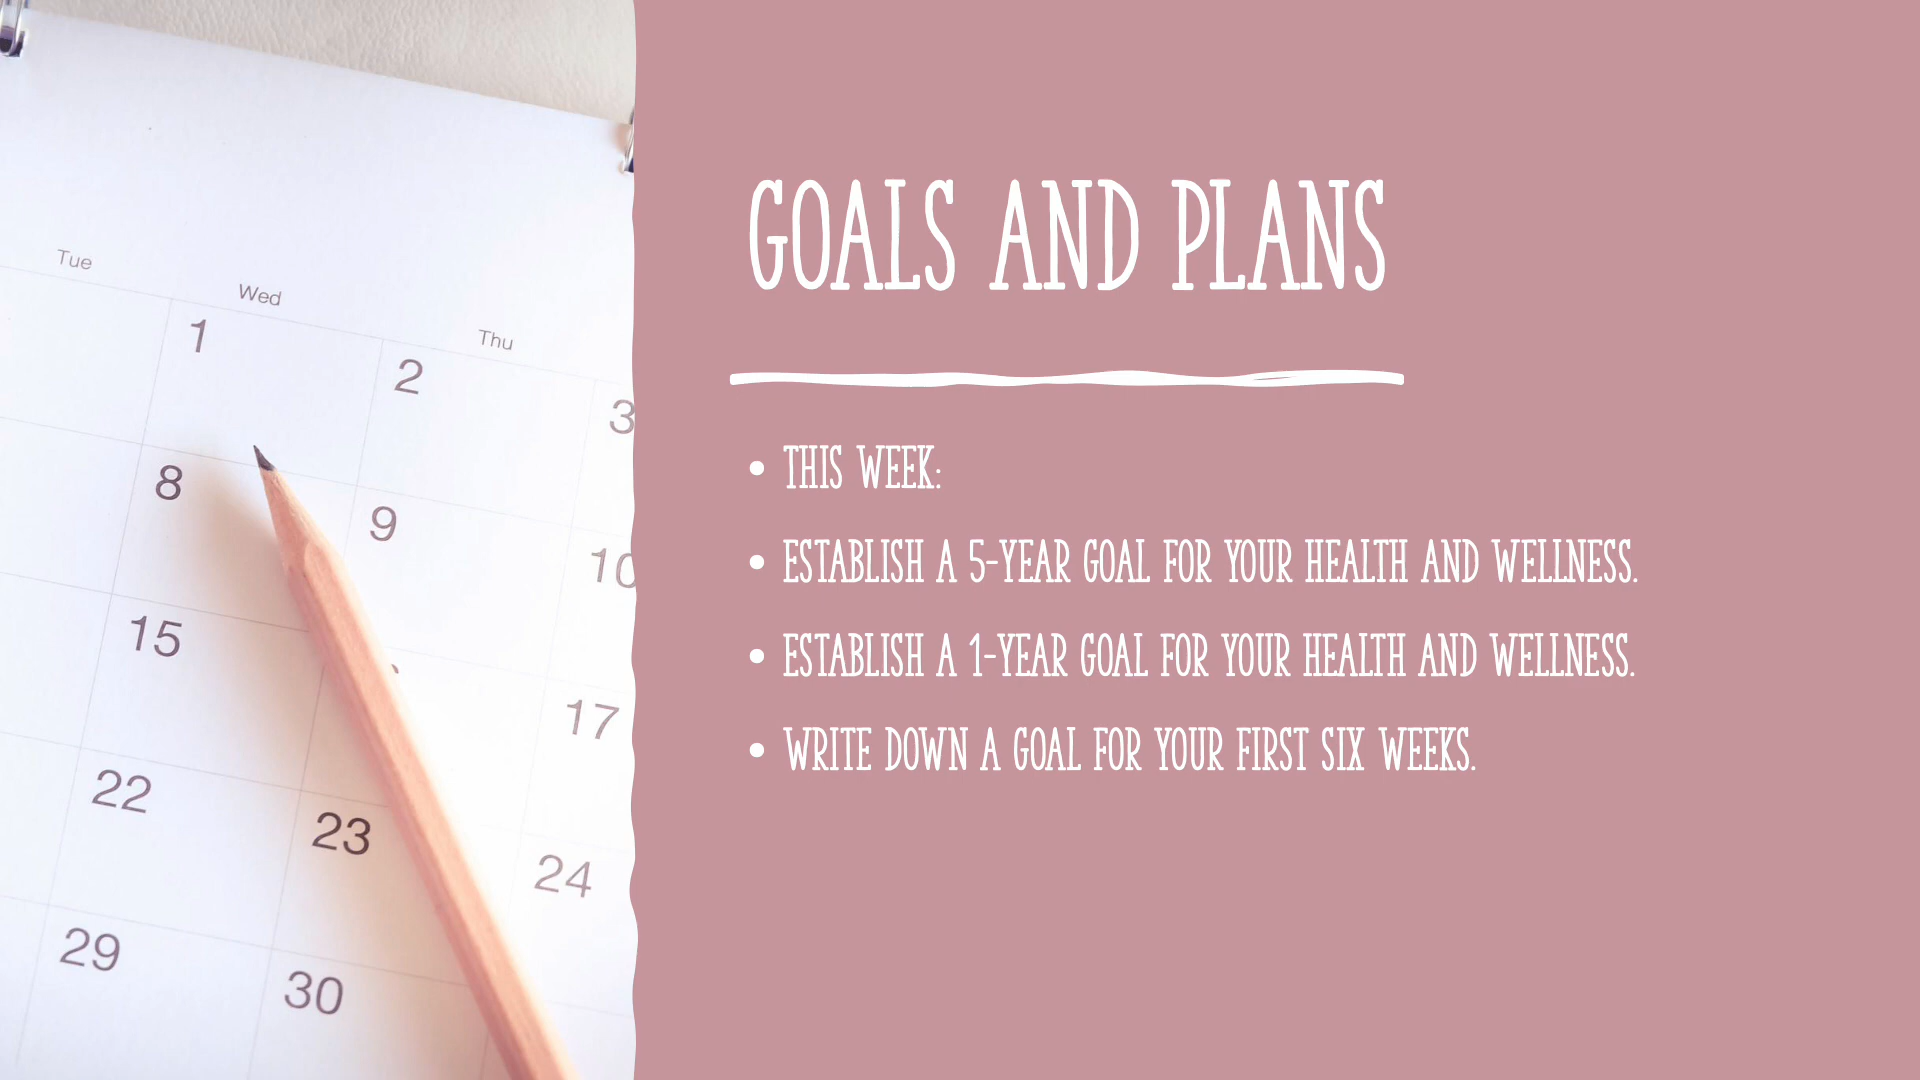 Tue
Wed
Thu
1
2
3
8
9
10
15
17
22
23
24
29
30
GOALS AND PLANS
• THIS WEEK:
• ESTABLISH A 5-YEAR GOAL FOR YOUR HEALTH AND WELLNESS.
• ESTABLISH A 1-YEAR GOAL FOR YOUR HEALTH AND WELLNESS.
• WRITE DOWN A GOAL FOR YOUR FIRST SIX WEEKS.